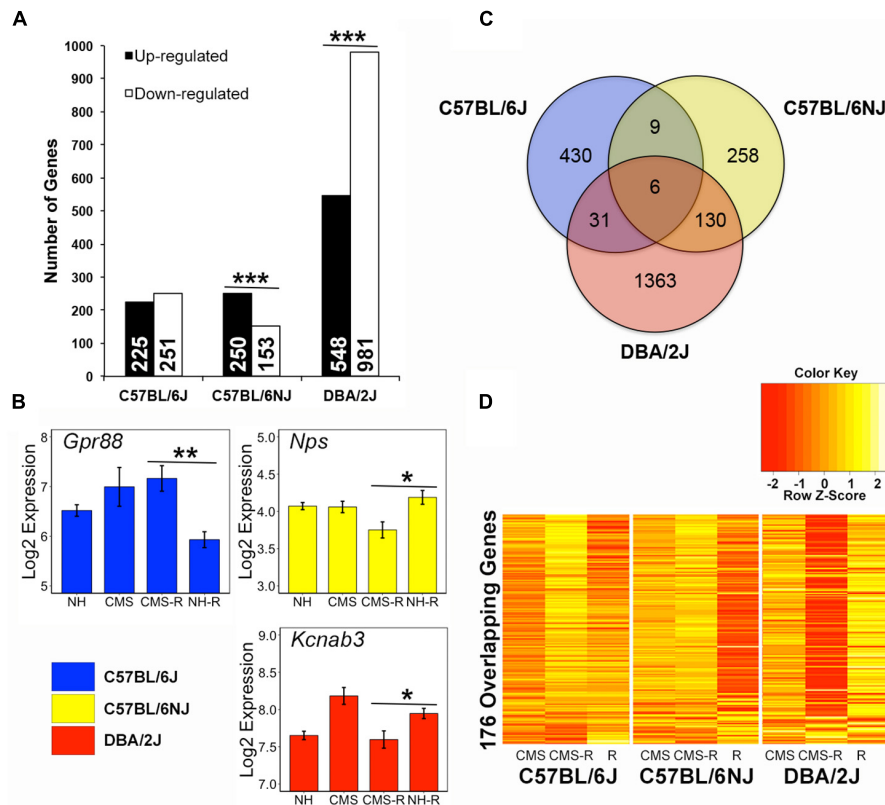 A
1000
900
800
700
600
500
400
300
200
100
0
Number of Genes
Up-regulated
Down-regulated
***
***
225
251
250
153
548
981
C57BL/6J
C57BL/6NJ
DBA/2J
B
Gpr88
Log2 Expression
7
6
5
**
NH
CMS
CMS-R
NH-R
Nps
Log2 Expression
5.0
4.5
4.0
3.5
3.0
*
NH
CMS
CMS-R
NH-R
C57BL/6J
C57BL/6NJ
DBA/2J
Kcnab3
Log2 Expression
9.0
8.5
8.0
7.5
7.0
*
NH
CMS
CMS-R
NH-R
C
C57BL/6J
C57BL/6NJ
430
9
258
6
31
130
1363
DBA/2J
D
Color Key
-2 -1 0 1 2
Row Z-Score
176 Overlapping Genes
CMS CMS-R R
CMS CMS-R R
CMS CMS-R R
C57BL/6J
C57BL/6NJ
DBA/2J